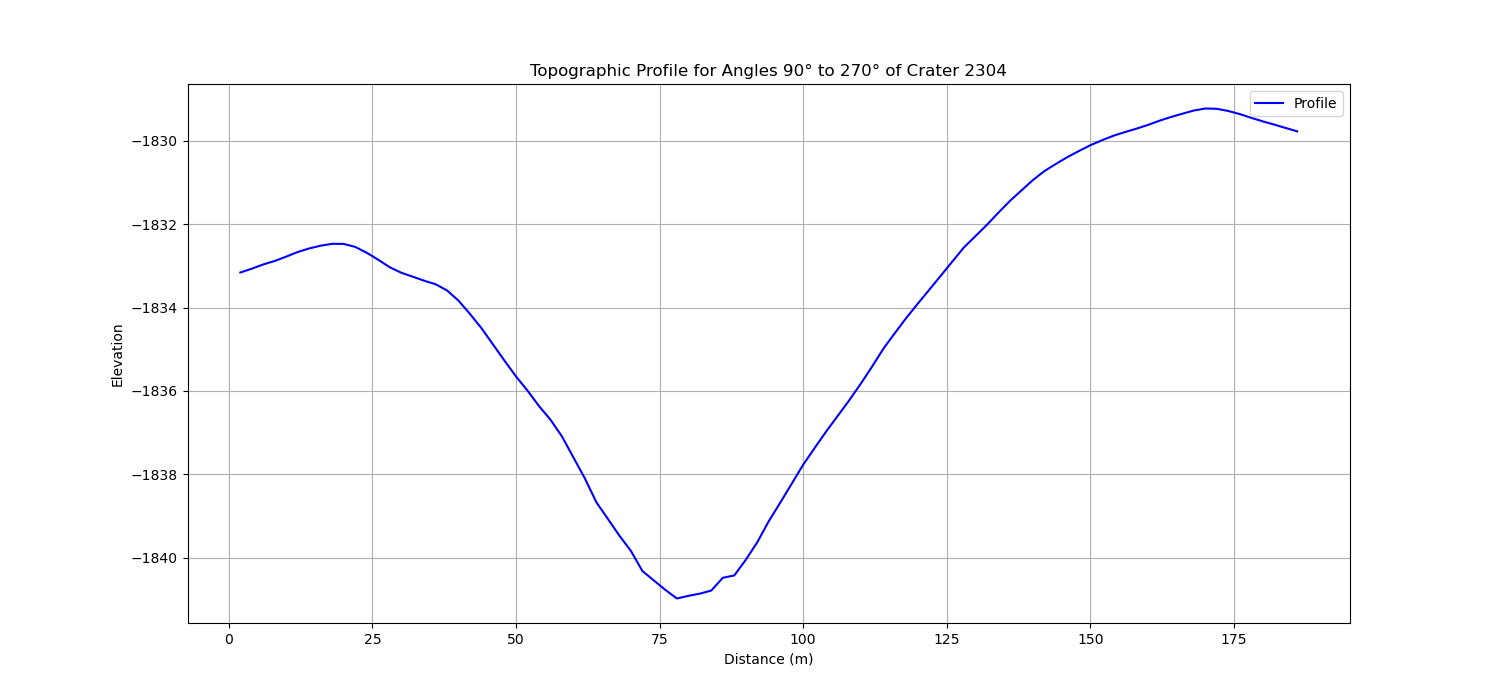 Topographic Profile for Angles 90° to 270° of Crater 2304
Profile
−1830
−1832
−1834
−1836
−1838
−1840
Elevation
0 25 50 75 100 125 150 175
Distance (m)